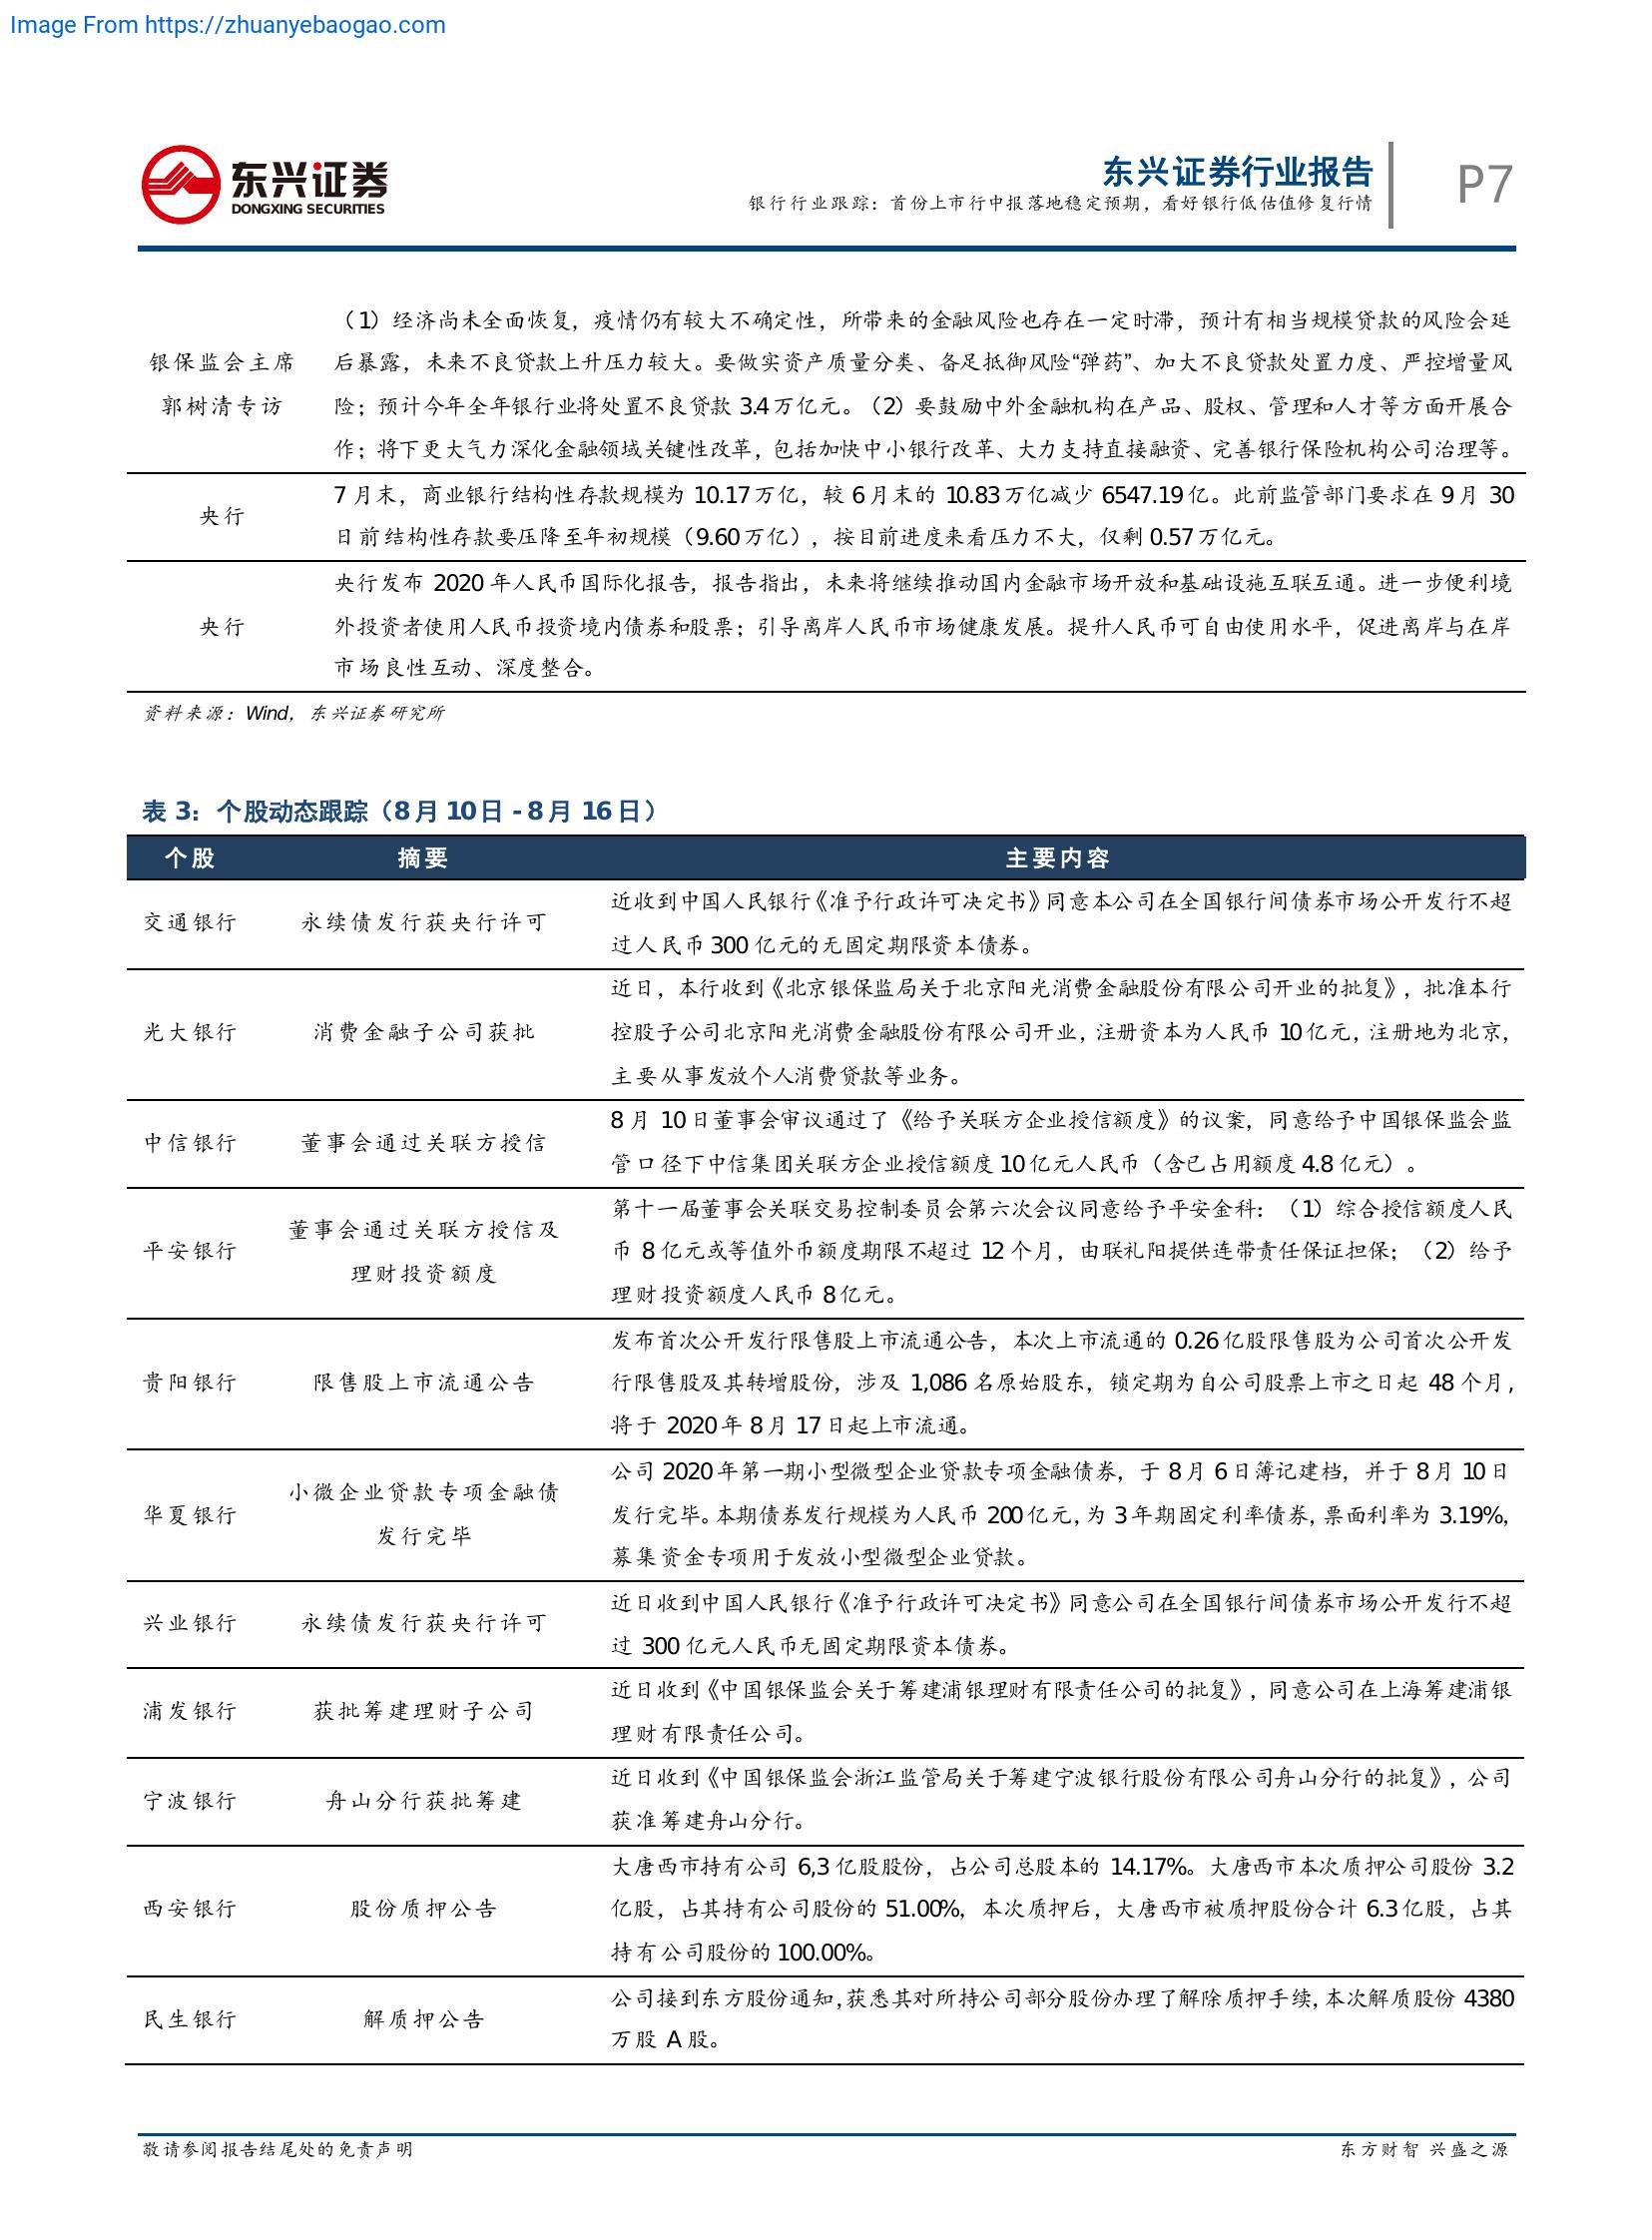 Image From https://zhuanyebaogao.com
东兴证券
DONGXING SECURITIES
东兴证券行业报告
银行行业跟踪：首份上市行中报落地稳定预期，看好银行低估值修复行情
P7
银保监会主席
郭树清专访
（1）经济尚未全面恢复，疫情仍有较大不确定性，所带来的金融风险也存在一定时滞，预计有相当规模贷款的风险会延
后暴露，未来不良贷款上升压力较大。要做实资产质量分类、备足抵御风险“弹药”、加大不良贷款处置力度、严控增量风
险；预计今年全年银行业将处置不良贷款 3.4 万亿元。（2）要鼓励中外金融机构在产品、股权、管理和人才等方面开展合
作；将下更大气力深化金融领域关键性改革，包括加快中小银行改革、大力支持直接融资、完善银行保险机构公司治理等。
央行
7 月末，商业银行结构性存款规模为 10.17 万亿，较 6 月末的 10.83 万亿减少 6547.19 亿。此前监管部门要求在 9 月 30
日前结构性存款要压降至年初规模（9.60 万亿），按目前进度来看压力不大，仅剩 0.57 万亿元。
央行
央行发布 2020 年人民币国际化报告，报告指出，未来将继续推动国内金融市场开放和基础设施互联互通。进一步便利境
外投资者使用人民币投资境内债券和股票；引导离岸人民币市场健康发展。提升人民币可自由使用水平，促进离岸与在岸
市场良性互动、深度整合。
资料来源：Wind，东兴证券研究所
表 3：个股动态跟踪（8 月 10 日 - 8 月 16 日）
个股 摘要 主要内容
交通银行
永续债发行获央行许可
近收到中国人民银行《准予行政许可决定书》同意本公司在全国银行间债券市场公开发行不超
过人民币 300 亿元的无固定期限资本债券。
光大银行
消费金融子公司获批
近日，本行收到《北京银保监局关于北京阳光消费金融股份有限公司开业的批复》，批准本行
控股子公司北京阳光消费金融股份有限公司开业，注册资本为人民币 10 亿元，注册地为北京，
主要从事发放个人消费贷款等业务。
中信银行
董事会通过关联方授信
8 月 10 日董事会审议通过了《给予关联方企业授信额度》的议案，同意给予中国银保监会监
管口径下中信集团关联方企业授信额度 10 亿元人民币（含已占用额度 4.8 亿元）。
平安银行
董事会通过关联方授信及
理财投资额度
第十一届董事会关联交易控制委员会第六次会议同意给予平安金科：（1）综合授信额度人民
币 8 亿元或等值外币额度期限不超过 12 个月，由联礼阳提供连带责任保证担保；（2）给予
理财投资额度人民币 8 亿元。
贵阳银行
限售股上市流通公告
发布首次公开发行限售股上市流通公告，本次上市流通的 0.26 亿股限售股为公司首次公开发
行限售股及其转增股份，涉及 1,086 名原始股东，锁定期为自公司股票上市之日起 48 个月，
将于 2020 年 8 月 17 日起上市流通。
华夏银行
小微企业贷款专项金融债
发行完毕
公司 2020 年第一期小型微型企业贷款专项金融债券，于 8 月 6 日簿记建档，并于 8 月 10 日
发行完毕。本期债券发行规模为人民币 200 亿元，为 3 年期固定利率债券，票面利率为 3.19%，
募集资金专项用于发放小型微型企业贷款。
兴业银行
永续债发行获央行许可
近日收到中国人民银行《准予行政许可决定书》同意公司在全国银行间债券市场公开发行不超
过 300 亿元人民币无固定期限资本债券。
浦发银行
获批筹建理财子公司
近日收到《中国银保监会关于筹建浦银理财有限责任公司的批复》，同意公司在上海筹建浦银
理财有限责任公司。
宁波银行
舟山分行获批筹建
近日收到《中国银保监会浙江监管局关于筹建宁波银行股份有限公司舟山分行的批复》，公司
获准筹建舟山分行。
西安银行
股份质押公告
大唐西市持有公司 6,3 亿股股份，占公司总股本的 14.17%。大唐西市本次质押公司股份 3.2
亿股，占其持有公司股份的 51.00%，本次质押后，大唐西市被质押股份合计 6.3 亿股，占其
持有公司股份的 100.00%。
民生银行
解质押公告
公司接到东方股份通知，获悉其对所持公司部分股份办理了解除质押手续，本次解质股份 4380
万股 A 股。
敬请参阅报告结尾处的免责声明
东方财智 兴盛之源